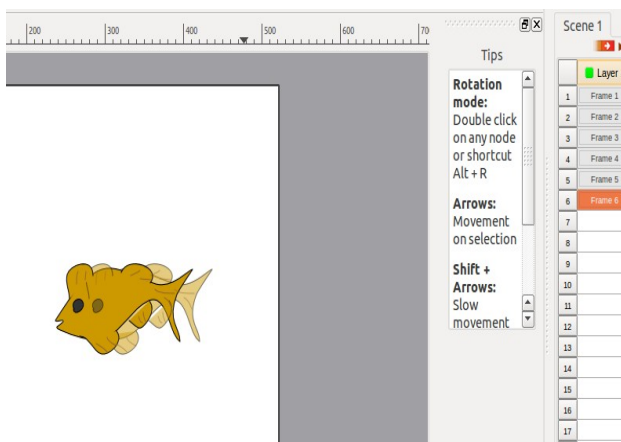 200 300 400 500 600 70
Tips
Rotation
mode:
Double click
on any node
or shortcut
Alt + R
Arrows:
Movement
on selection
Shift +
Arrows:
Slow
movement
Scene 1
Layer
1 Frame 1
2 Frame 2
3 Frame 3
4 Frame 4
5 Frame 5
6 Frame 6
7
8
9
10
11
12
13
14
15
16
17